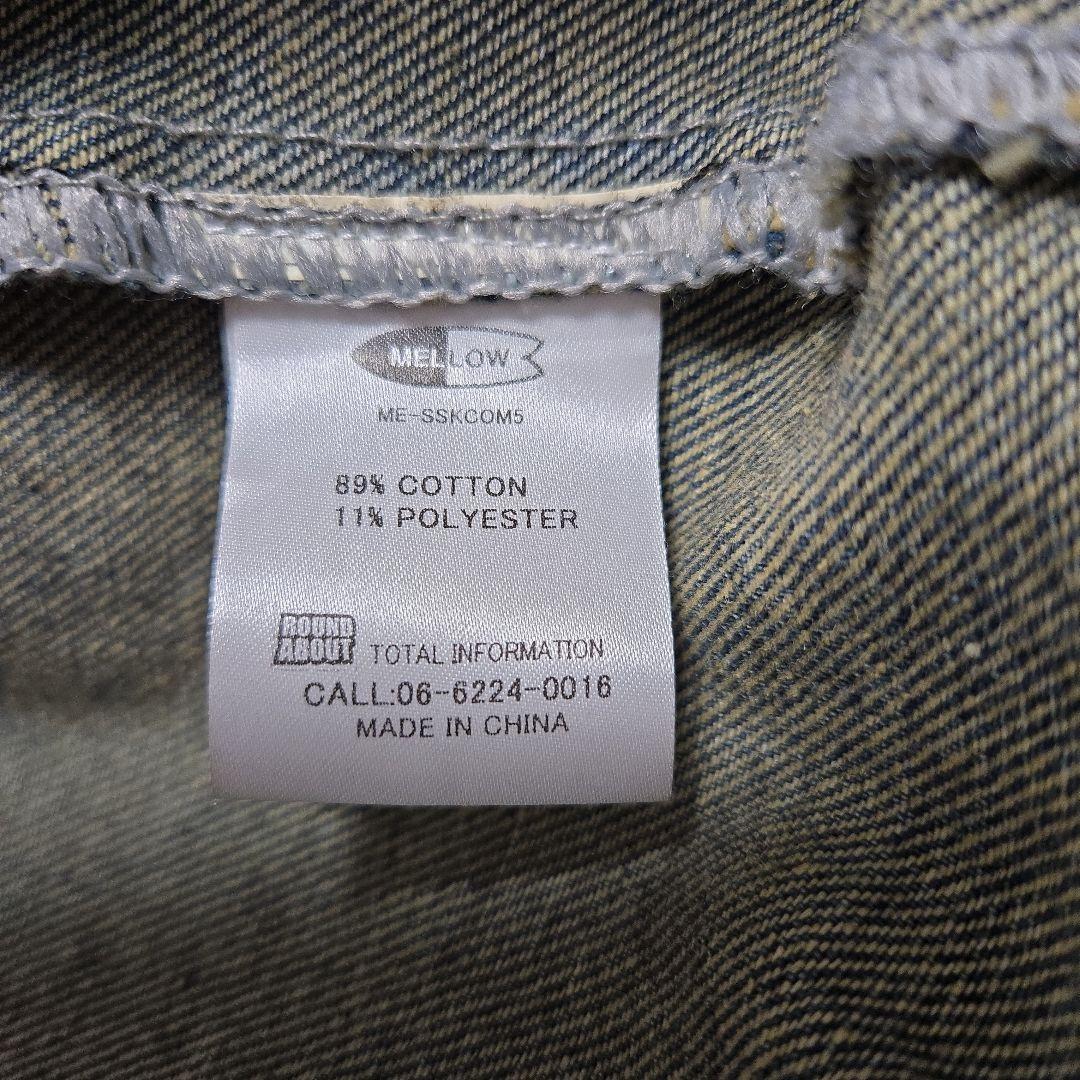 MELLOW
ME-SSKCOM5
89% COTTON
11% POLYESTER
ROUND
ABOUT TOTAL INFORMATION
CALL:06-6224-0016
MADE IN CHINA